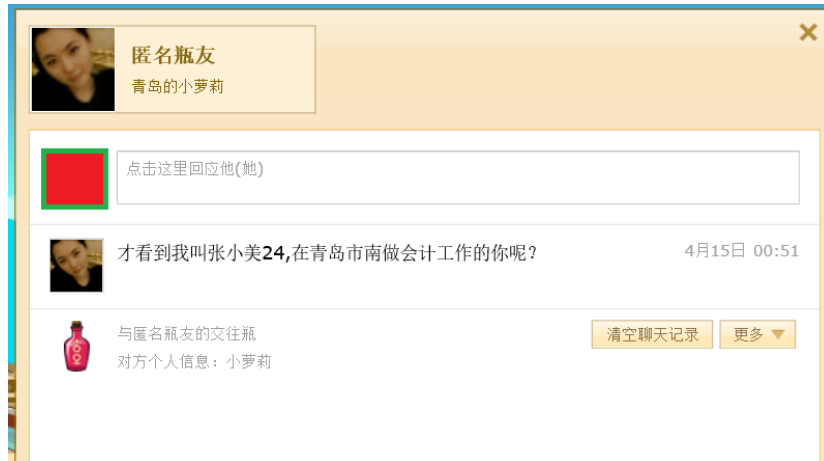 匿名瓶友
青岛的小萝莉
点击这里回应他(她)
才看到我叫张小美24,在青岛市南做会计工作的你呢?
4月15日 00:51
与匿名瓶友的交往瓶
清空聊天记录
更多
对方个人信息：小萝莉